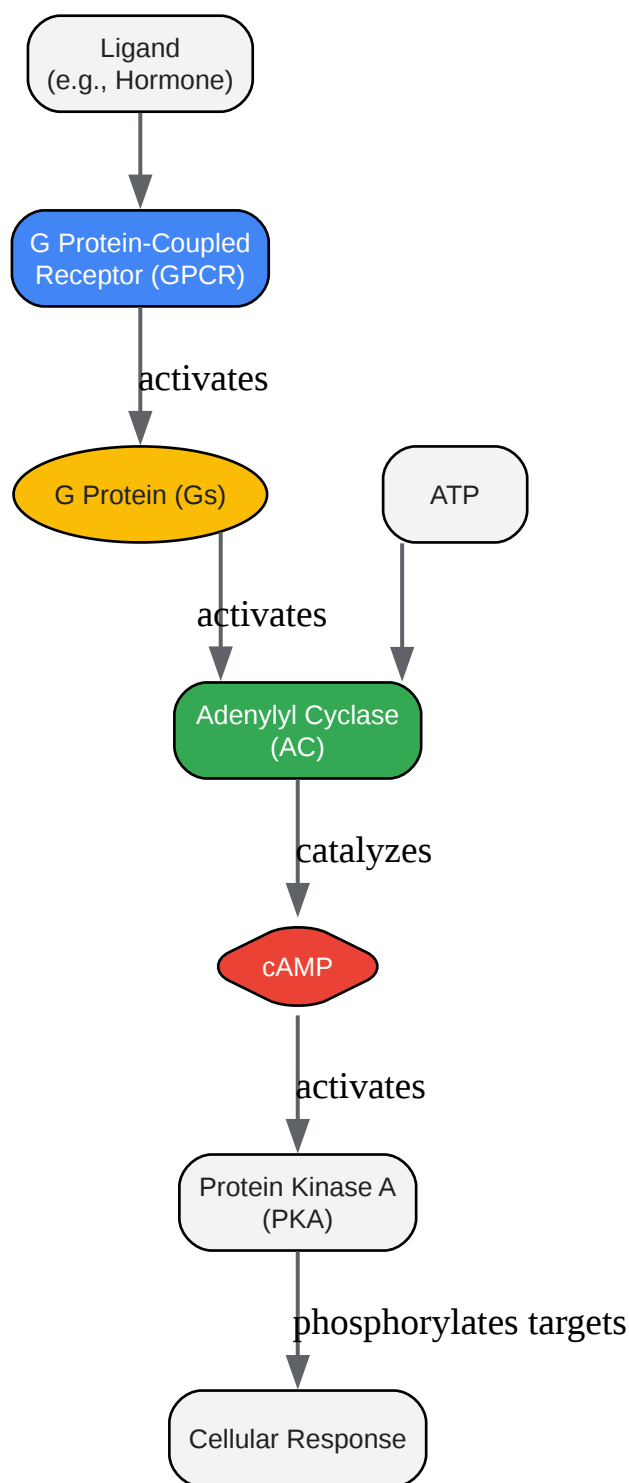 Ligand
(e.g., Hormone)
G Protein-Coupled
Receptor (GPCR)
activates
G Protein (Gs)
ATP
activates
Adenylyl Cyclase
(AC)
catalyzes
cAMP
activates
Protein Kinase A
(PKA)
phosphorylates targets
Cellular Response